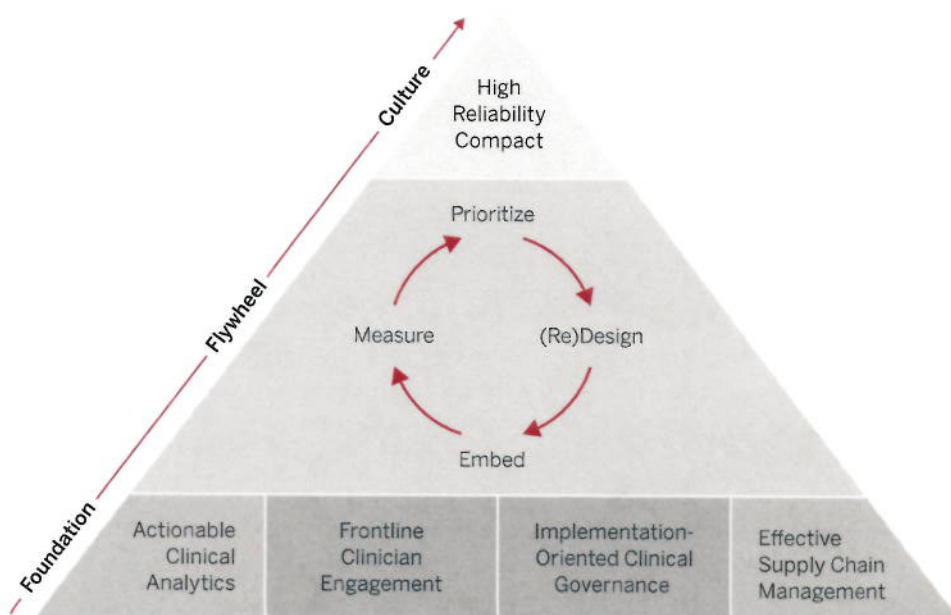 Culture
High
Reliability
Compact
Flywheel
Prioritize
Measure
(Re)Design
Embed
Foundation
Actionable
Clinical
Analytics
Frontline
Clinician
Engagement
Implementation-
Oriented Clinical
Governance
Effective
Supply Chain
Management